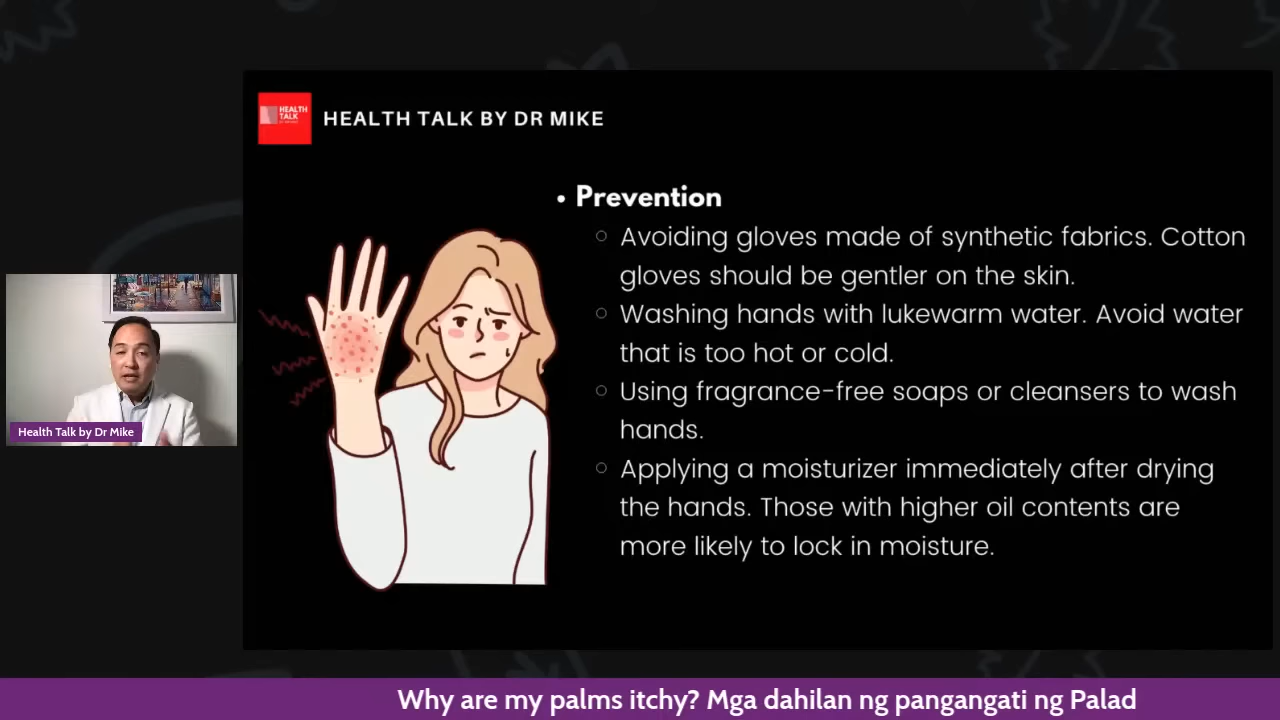 HEALTH
TALK
HEALTH TALK BY DR MIKE
• Prevention
○ Avoiding gloves made of synthetic fabrics. Cotton
gloves should be gentler on the skin.
○ Washing hands with lukewarm water. Avoid water
that is too hot or cold.
○ Using fragrance-free soaps or cleansers to wash
hands.
○ Applying a moisturizer immediately after drying
the hands. Those with higher oil contents are
more likely to lock in moisture.
Health Talk by Dr Mike
Why are my palms itchy? Mga dahilan ng pangangati ng Palad